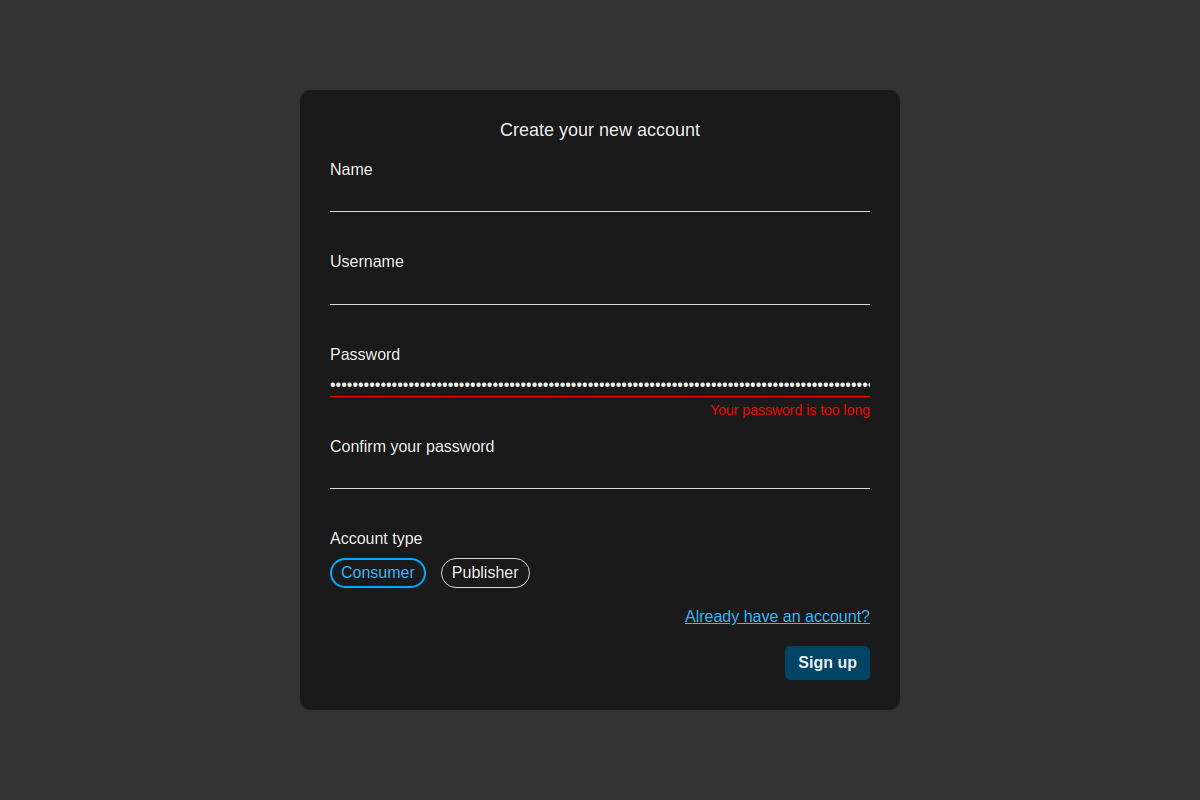 Create your new account
Name
Username
Password
Your password is too long
Confirm your password
Account type
Consumer Publisher
Already have an account?
Sign up